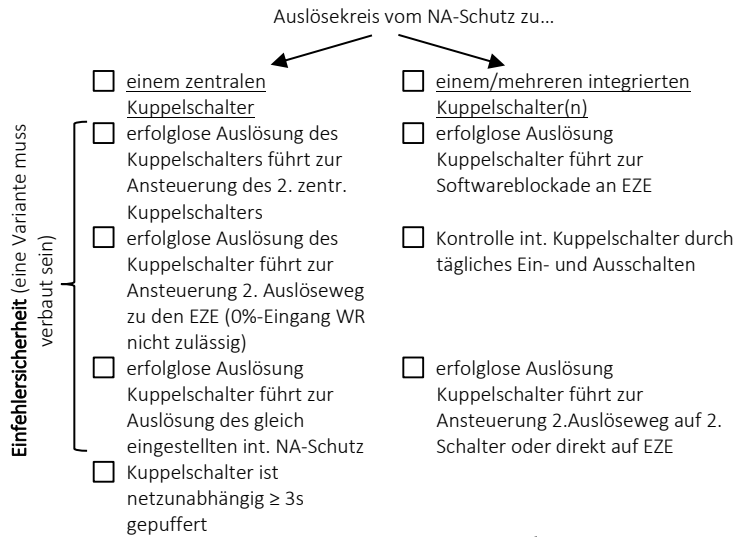 Auslösekreis vom NA-Schutz zu...
einem zentralen
Kuppelschalter
erfolglose Auslösung des
Kuppelschalters führt zur
Ansteuerung des 2. zentr.
Kuppelschalters
erfolglose Auslösung des
Kuppelschalter führt zur
Ansteuerung 2. Auslöseweg
zu den EZE (0%-Eingang WR
nicht zulässig)
erfolglose Auslösung
Kuppelschalter führt zur
Auslösung des gleich
eingestellten int. NA-Schutz
Kuppelschalter ist
netzunabhängig ≥ 3s
gepuffert
einem/mehreren integrierten
Kuppelschalter(n)
erfolglose Auslösung
Kuppelschalter führt zur
Softwareblockade an EZE
Kontrolle int. Kuppelschalter durch
tägliches Ein- und Ausschalten
erfolglose Auslösung
Kuppelschalter führt zur
Ansteuerung 2.Auslöseweg auf 2.
Schalter oder direkt auf EZE
Einfehlersicherheit (eine Variante muss
verbaut sein)